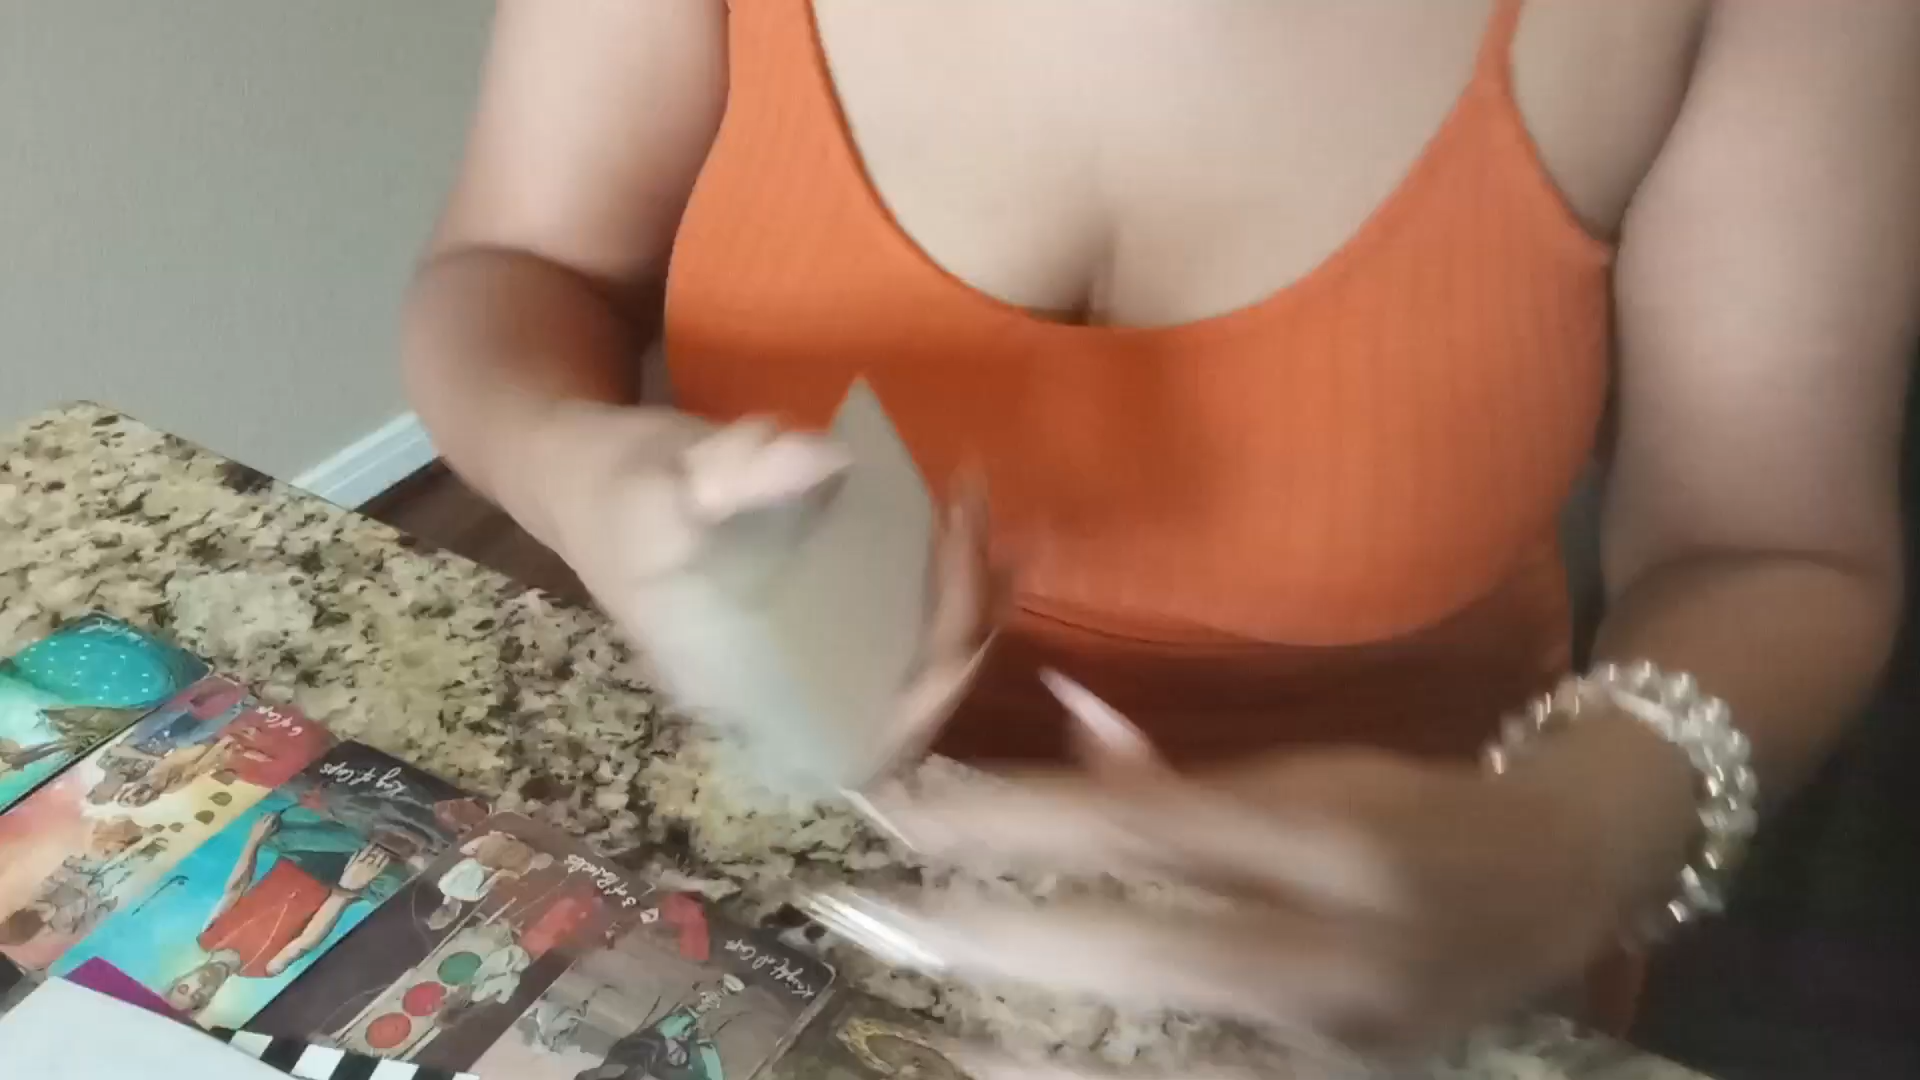 6 of Cups
King of Cups
3 of Pentacles
Knight of Cups